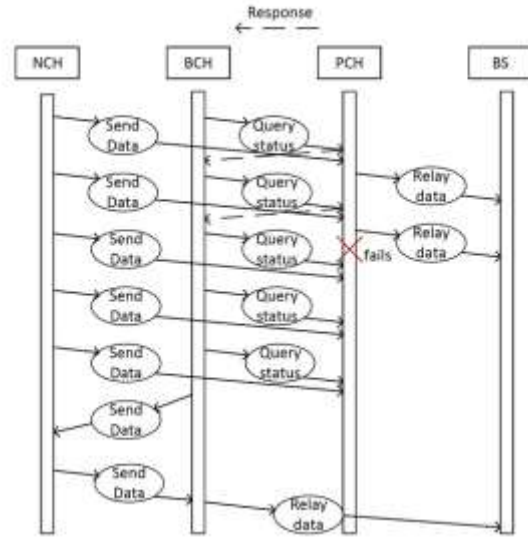 Response
NCH
BCH
PCH
BS
Send
Data
Query
status
Send
Data
Query
status
Relay
data
Send
Data
Query
status
fails
Relay
data
Send
Data
Query
status
Send
Data
Query
status
Send
Data
Send
Data
Relay
data